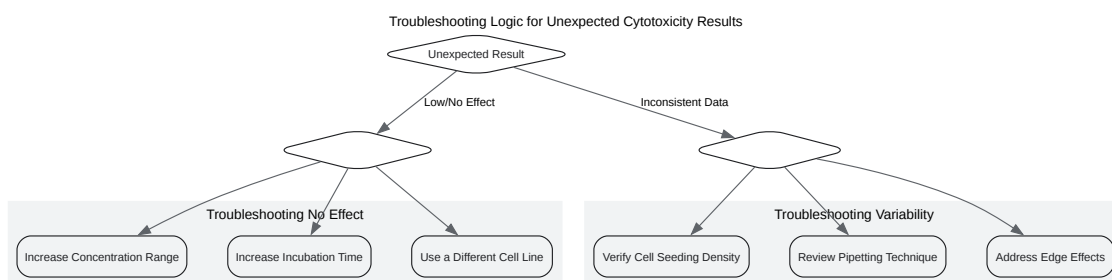 Troubleshooting Logic for Unexpected Cytotoxicity Results
Unexpected Result
Low/No Effect
Inconsistent Data
Troubleshooting No Effect
Increase Concentration Range
Increase Incubation Time
Use a Different Cell Line
Troubleshooting Variability
Verify Cell Seeding Density
Review Pipetting Technique
Address Edge Effects